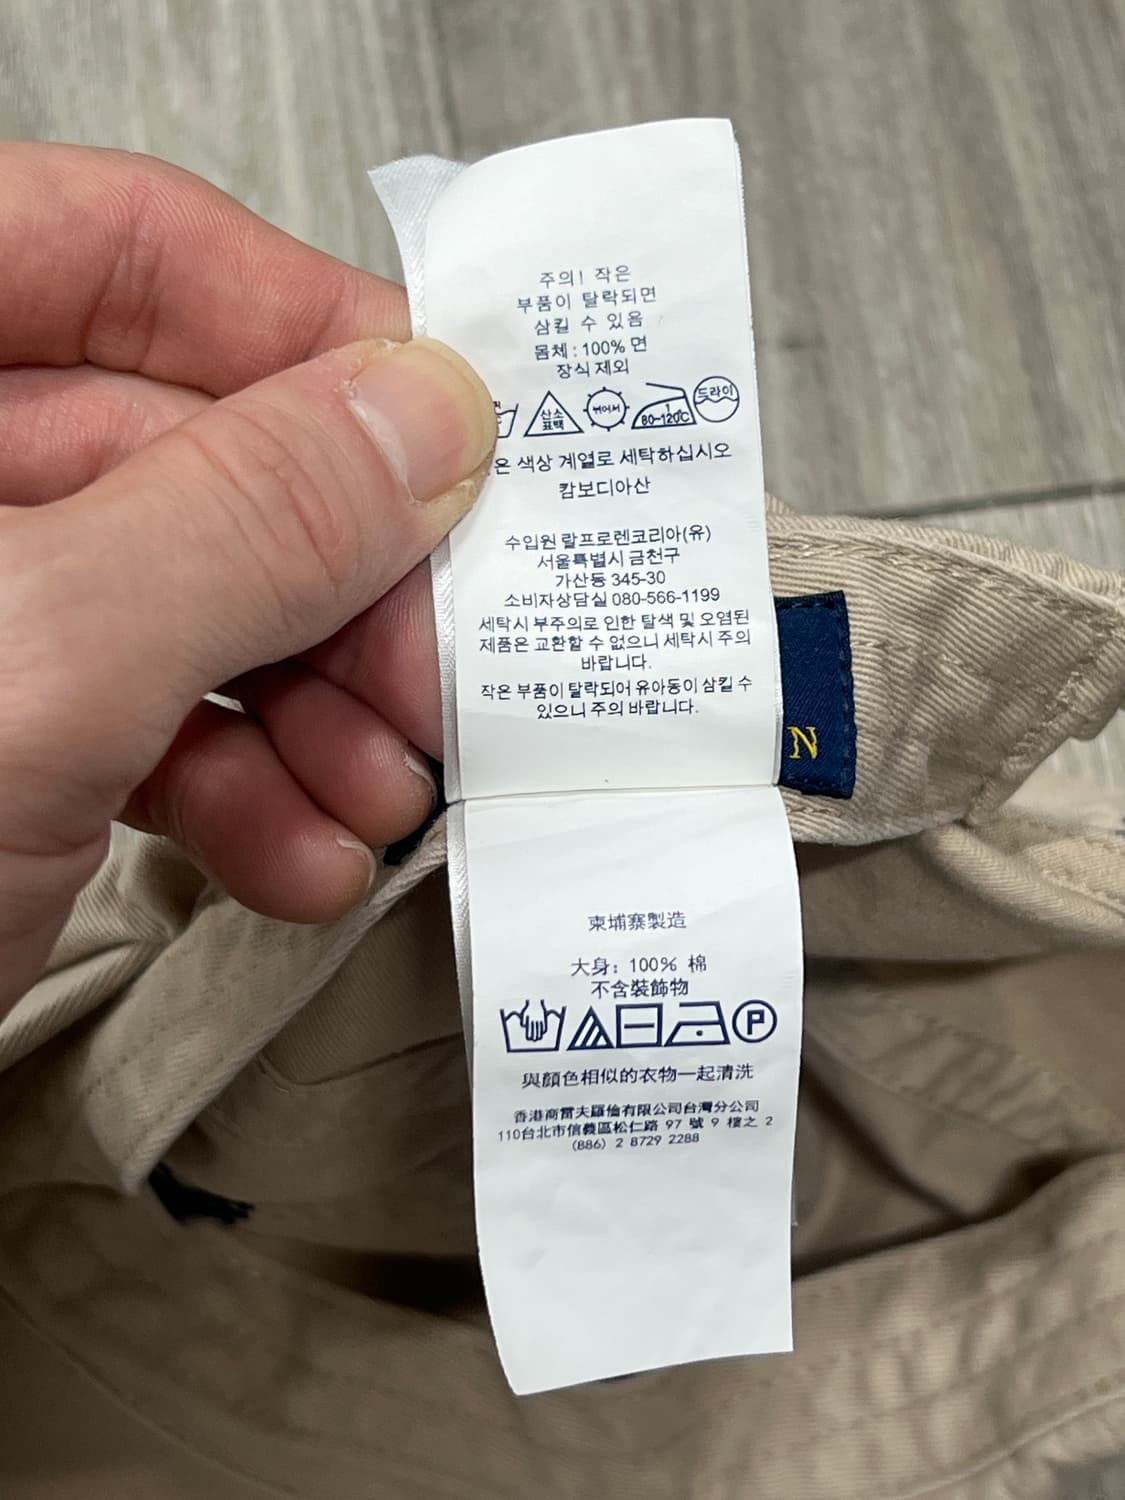 주의! 작은
부품이 탈락되면
삼킬 수 있음
몸체 : 100% 면
장식 제외
산소
표백
뉘어서
80-120℃
드라이
은 색상 계열로 세탁하십시오
캄보디아산
수입원 랄프로렌코리아(유)
서울특별시 금천구
가산동 345-30
소비자상담실 080-566-1199
세탁시 부주의로 인한 탈색 및 오염된
제품은 교환할 수 없으니 세탁시 주의
바랍니다.
작은 부품이 탈락되어 유아동이 삼킬 수
있으니 주의 바랍니다.
N
柬埔寨製造
大身: 100% 棉
不含裝飾物
P
與顏色相似的衣物一起清洗
香港商雷夫羅倫有限公司台灣分公司
110台北市信義區松仁路 97 號 9 樓之 2
(886) 2 8729 2288